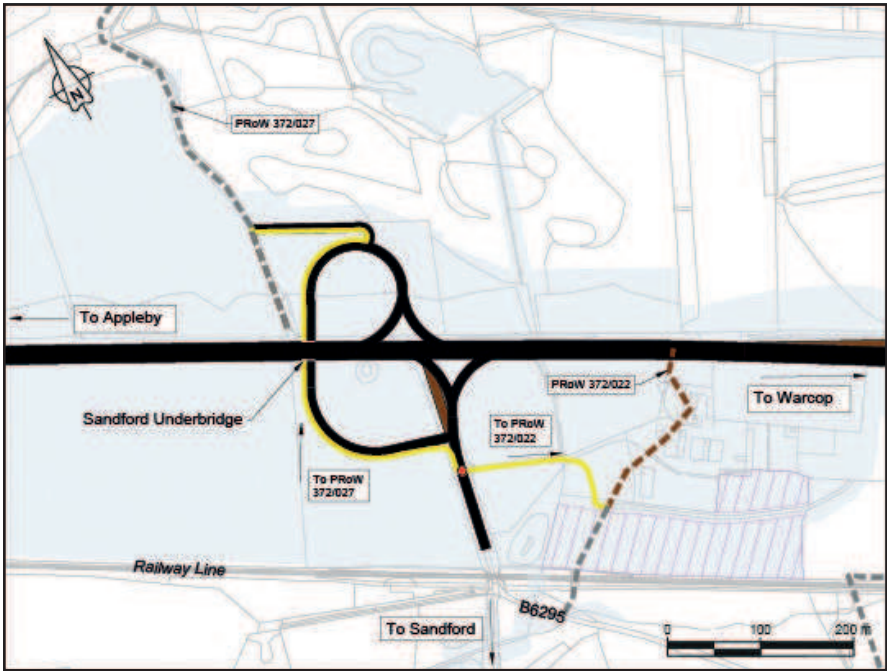 N
PRoW 372/027
To Appleby
PRoW 372/022
To Warcop
Sandford Underbridge
To PRoW
372/022
To PRoW
372/027
Railway Line
B6295
To Sandford
0 100 200 m